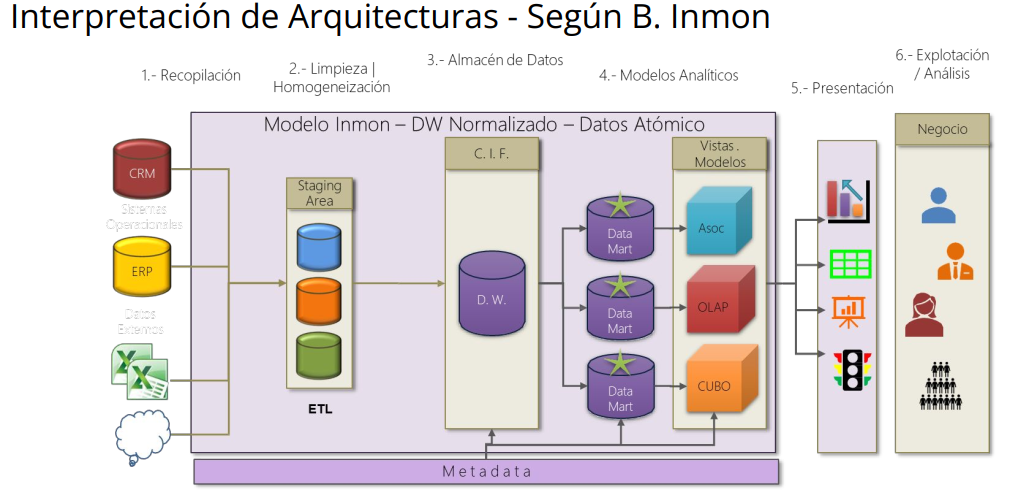 Interpretación de Arquitecturas - Según B. Inmon
1.- Recopilación
2.- Limpieza |
Homogeneización
3.- Almacén de Datos
4.- Modelos Analíticos
5.- Presentación
6.- Explotación
/ Análisis
Modelo Inmon – DW Normalizado – Datos Atómico
CRM
Sistemas
Operacionales
ERP
Datos
Externos
Staging
Area
ETL
C. I. F.
D. W.
Data
Mart
Data
Mart
Data
Mart
Vistas .
Modelos
Asoc
OLAP
CUBO
Negocio
Metadata